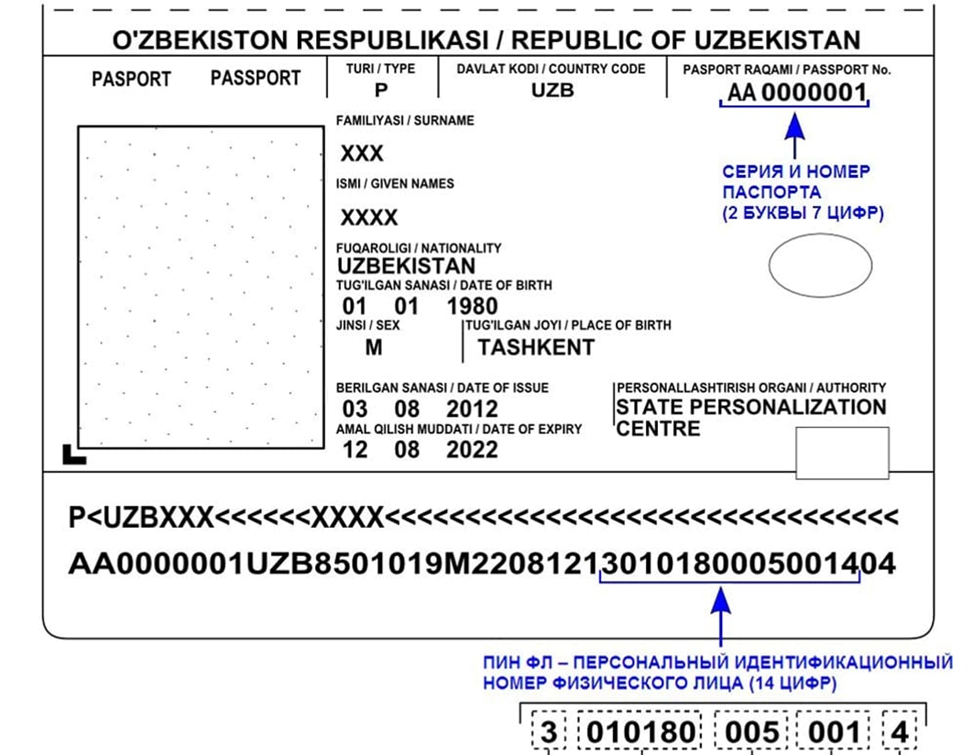 O'ZBEKISTON RESPUBLIKASI / REPUBLIC OF UZBEKISTAN
PASPORT PASSPORT
TURI / TYPE
P
DAVLAT KODI / COUNTRY CODE
UZB
PASPORT RAQAMI / PASSPORT No.
AA 0000001
СЕРИЯ И НОМЕР
ПАСПОРТА
(2 БУКВЫ 7 ЦИФР)
FAMILIYASI / SURNAME
XXX
ISMI / GIVEN NAMES
XXXX
FUQAROLIGI / NATIONALITY
UZBEKISTAN
TUG'ILGAN SANASI / DATE OF BIRTH
01 01 1980
JINSI / SEX
M
TUG'ILGAN JOYI / PLACE OF BIRTH
TASHKENT
BERILGAN SANASI / DATE OF ISSUE
03 08 2012
AMAL QILISH MUDDATI / DATE OF EXPIRY
12 08 2022
PERSONALLASHTIRISH ORGANI / AUTHORITY
STATE PERSONALIZATION
CENTRE
P<UZBXXX<<<<<<XXXX<<<<<<<<<<<<<<<<<<<<<<<<<<<<<<<
AA0000001UZB8501019M22081213010180005001404
ПИН ФЛ – ПЕРСОНАЛЬНЫЙ ИДЕНТИФИКАЦИОННЫЙ
НОМЕР ФИЗИЧЕСКОГО ЛИЦА (14 ЦИФР)
3 010180 005 001 4